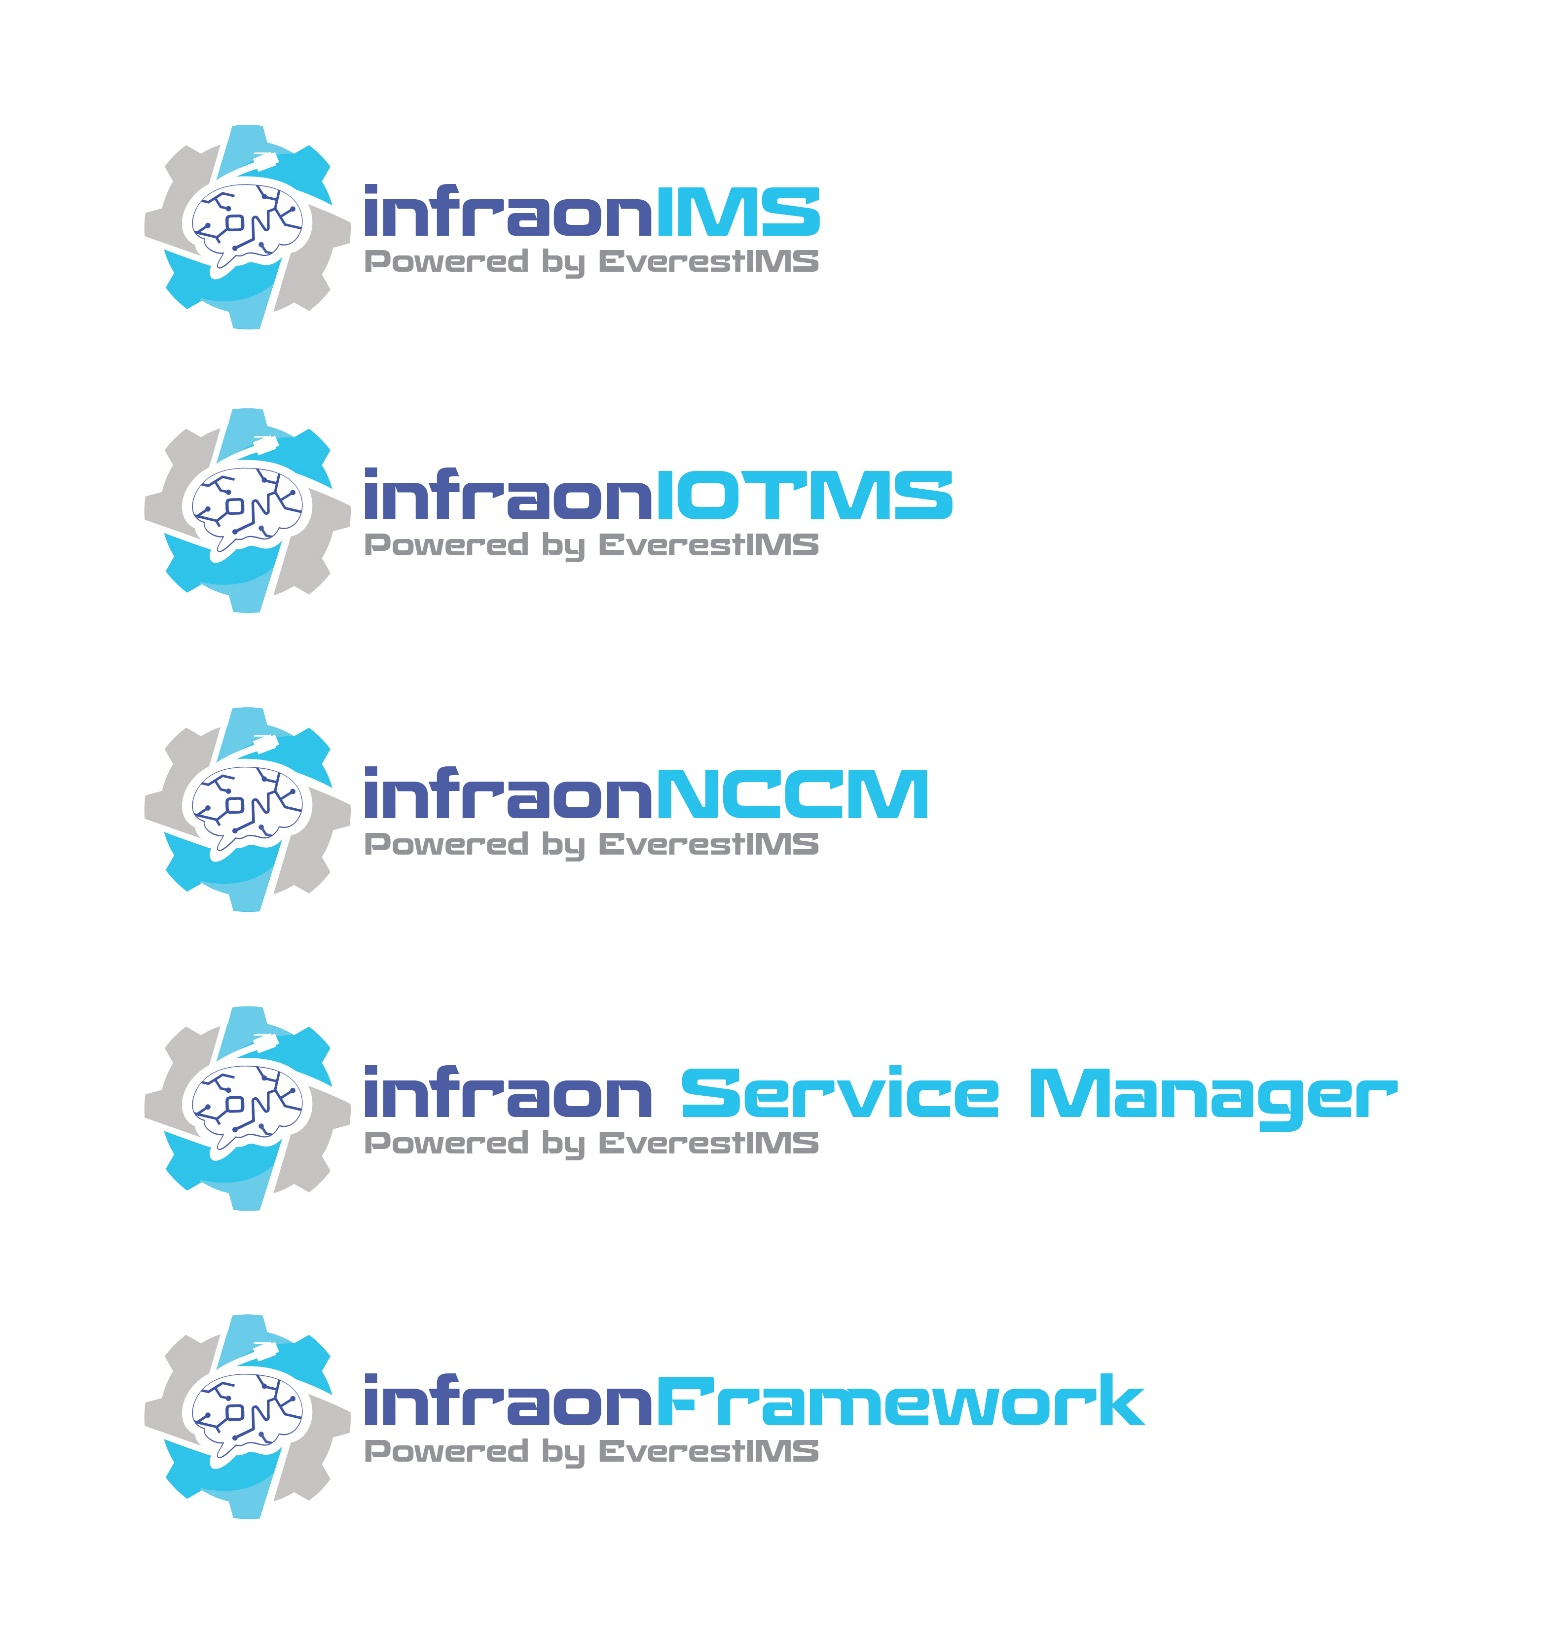 infraonIMS
Powered by EverestIMS
infraonIOTMS
Powered by EverestIMS
infraonNCCM
Powered by EverestIMS
infraon Service Manager
Powered by EverestIMS
infraonFramework
Powered by EverestIMS